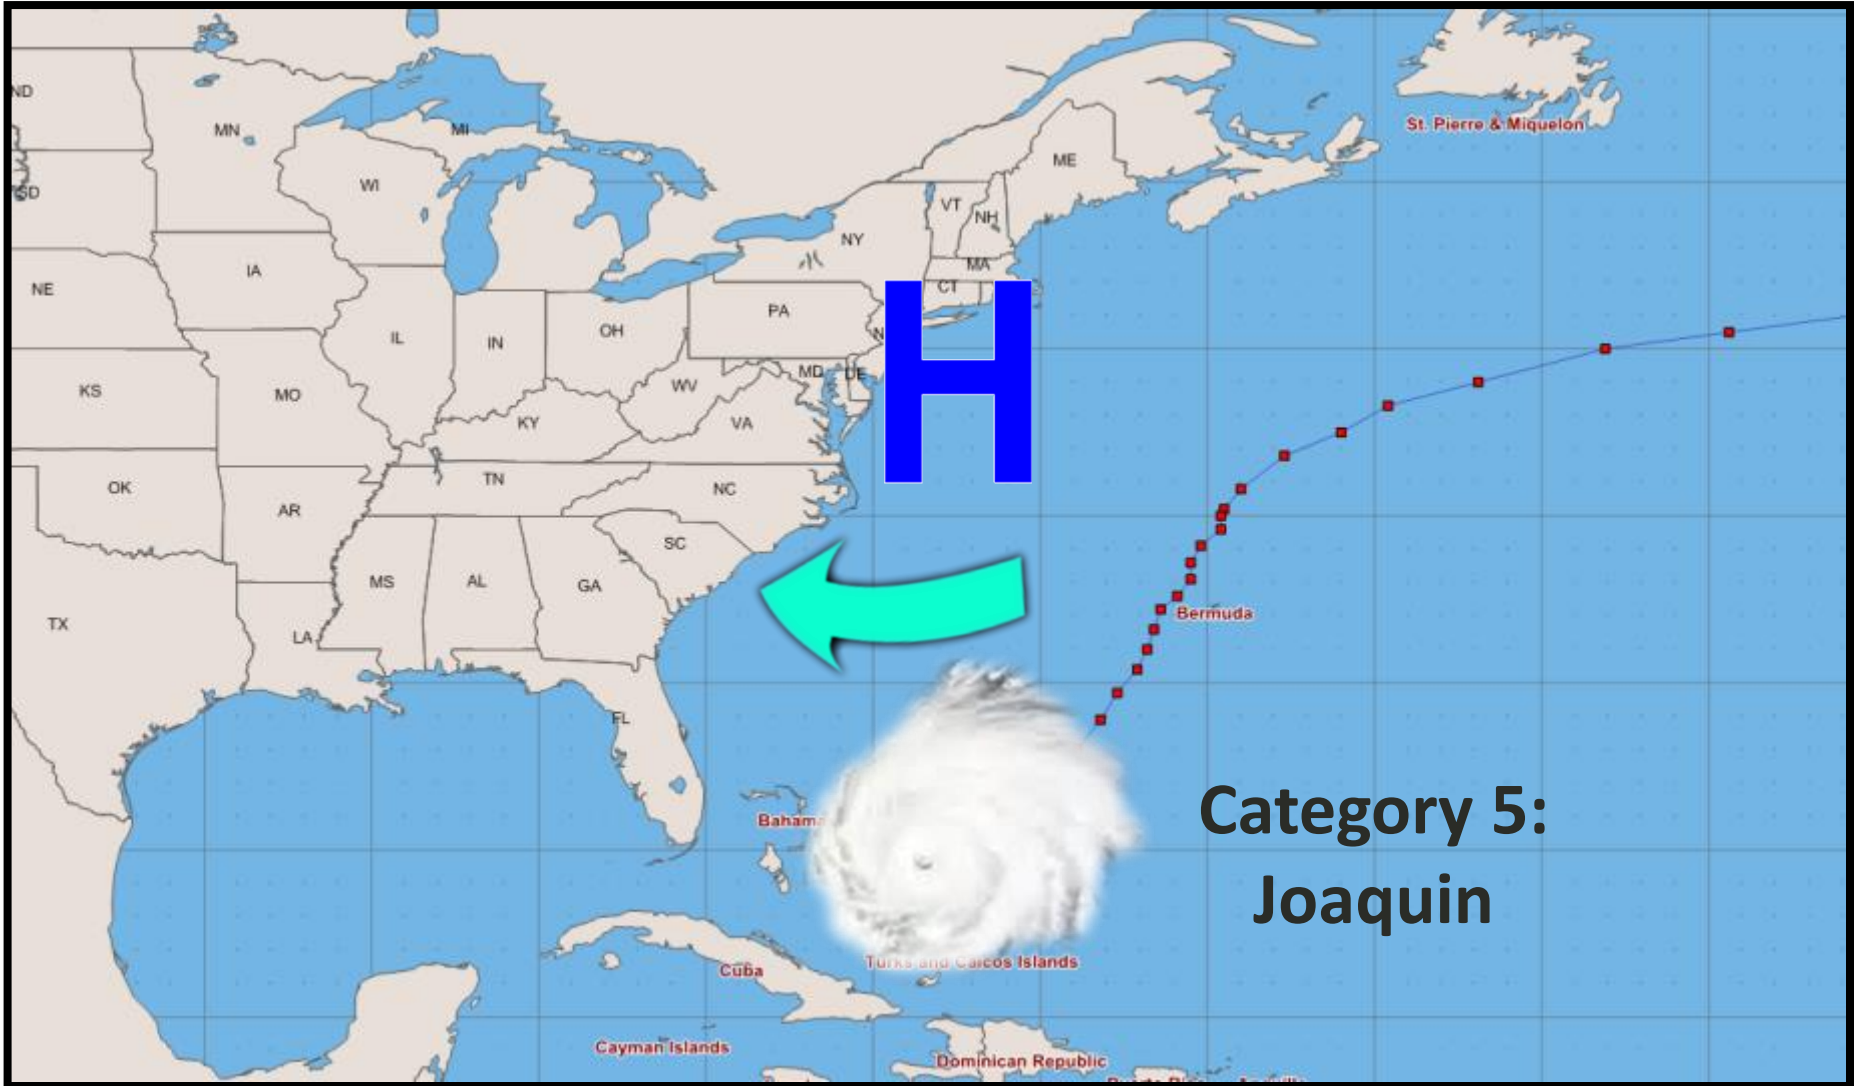 ND
MN
MI
St. Pierre & Miquelon
ME
WI
SD
VT
NH
NY
MA
IA
CT
NE
PA
H
OH
IL
IN
MD
DE
WV
KS
MO
KY
VA
TN
NC
OK
AR
SC
MS
AL
GA
Bermuda
TX
LA
FL
Category 5:
Joaquin
Turks and Caicos Islands
Cuba
Cayman Islands
Dominican Republic